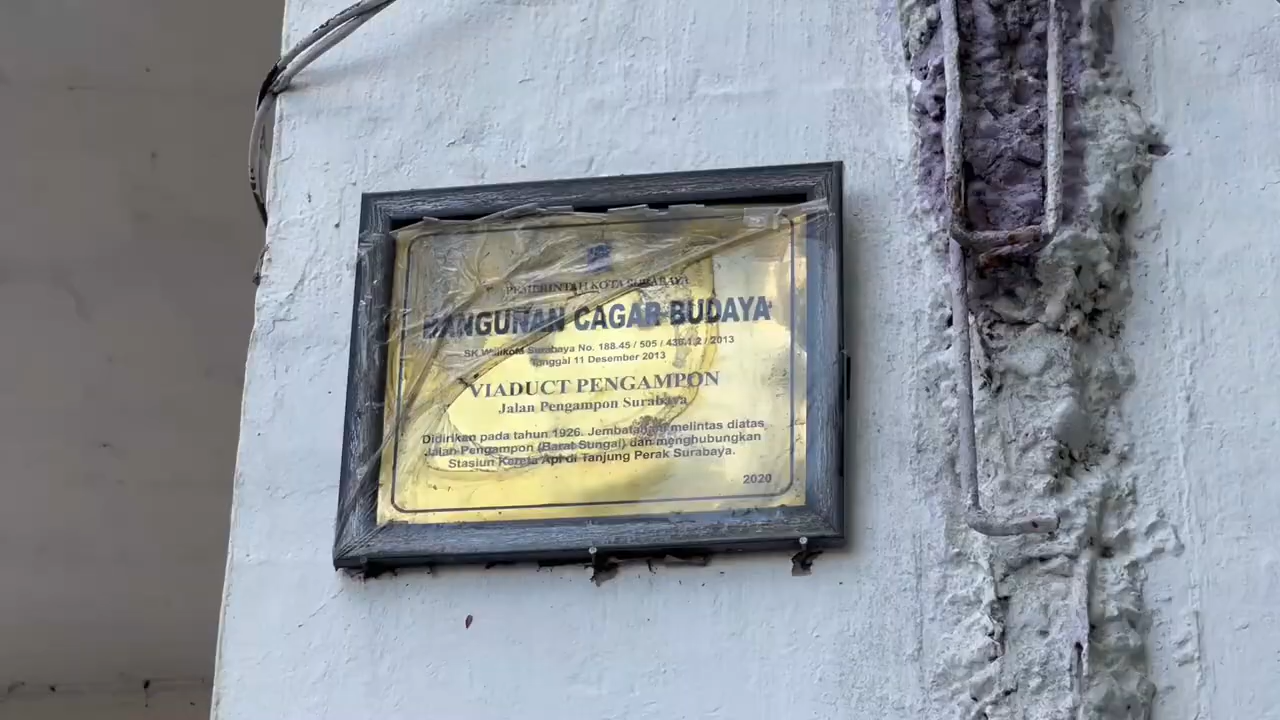 PEMERINTAH KOTA SURABAYA
BANGUNAN CAGAR BUDAYA
SK Walikota Surabaya No. 188.45 / 505 / 436.1.2 / 2013
Tanggal 11 Desember 2013
VIADUCT PENGAMPON
Jalan Pengampon Surabaya
Didirikan pada tahun 1926. Jembatan ini melintas diatas
Jalan Pengampon (Barat Sungai) dan menghubungkan
Stasiun Kereta Api di Tanjung Perak Surabaya.
2020